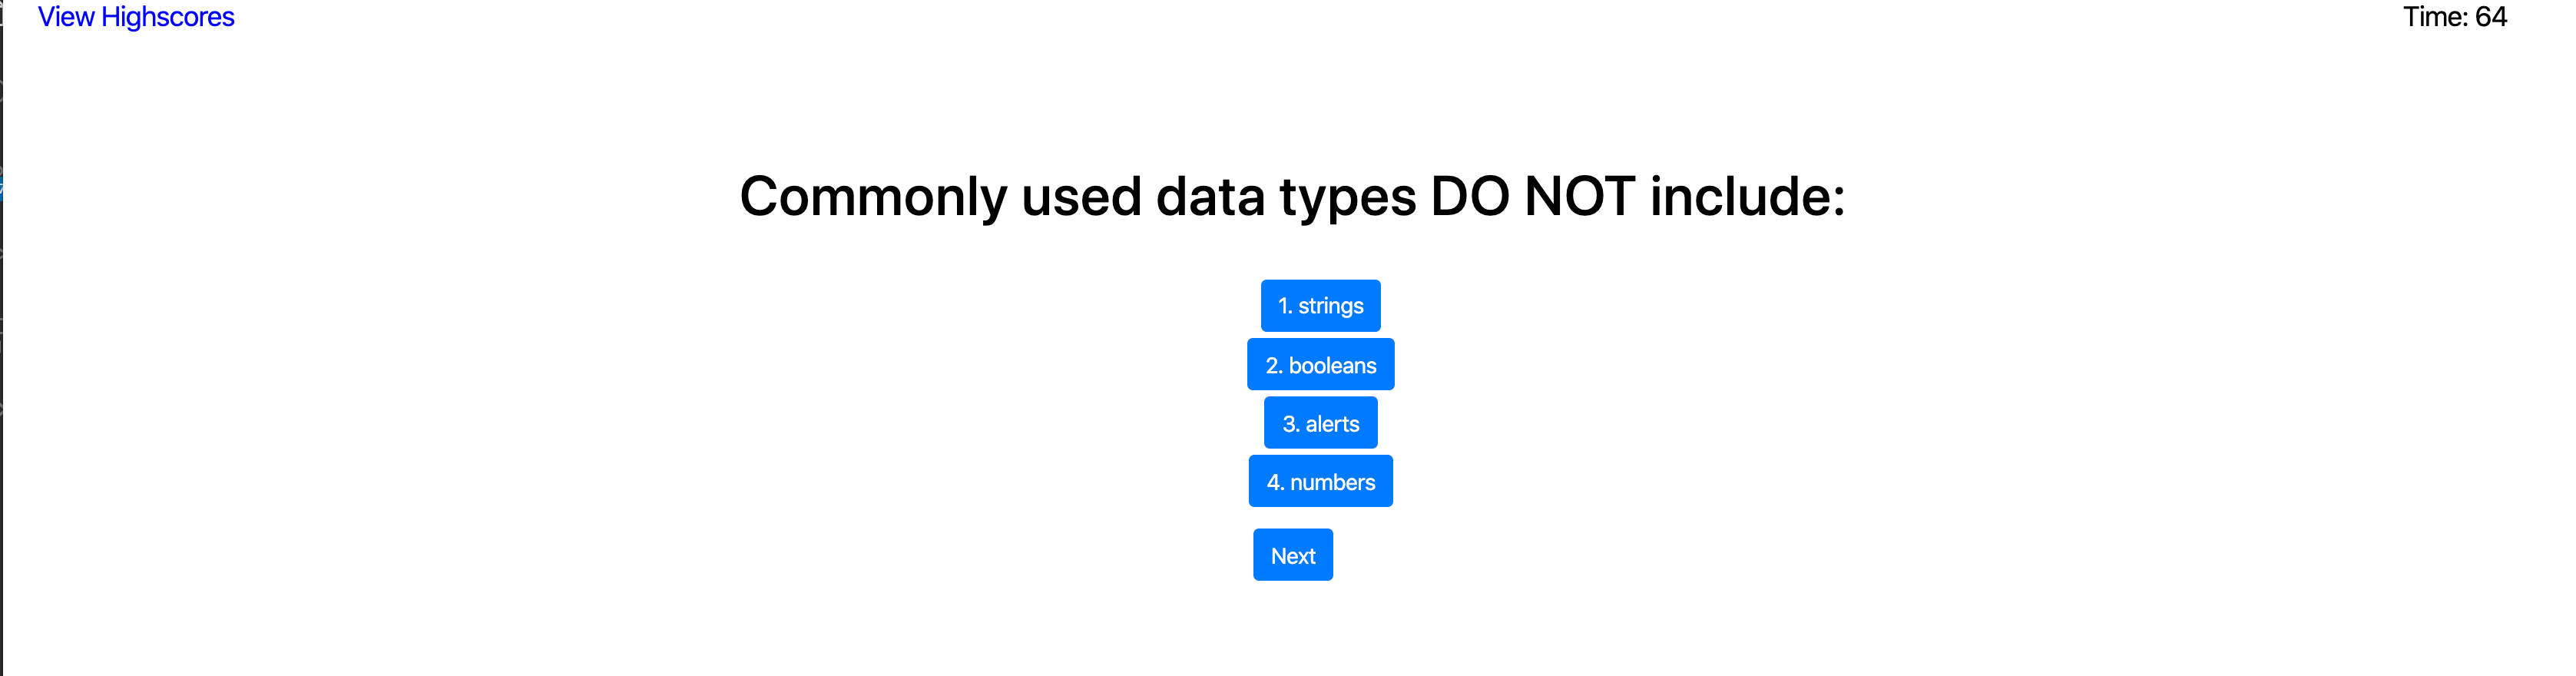 View Highscores
Time: 64
Commonly used data types DO NOT include:
1. strings
2. booleans
3. alerts
4. numbers
Next